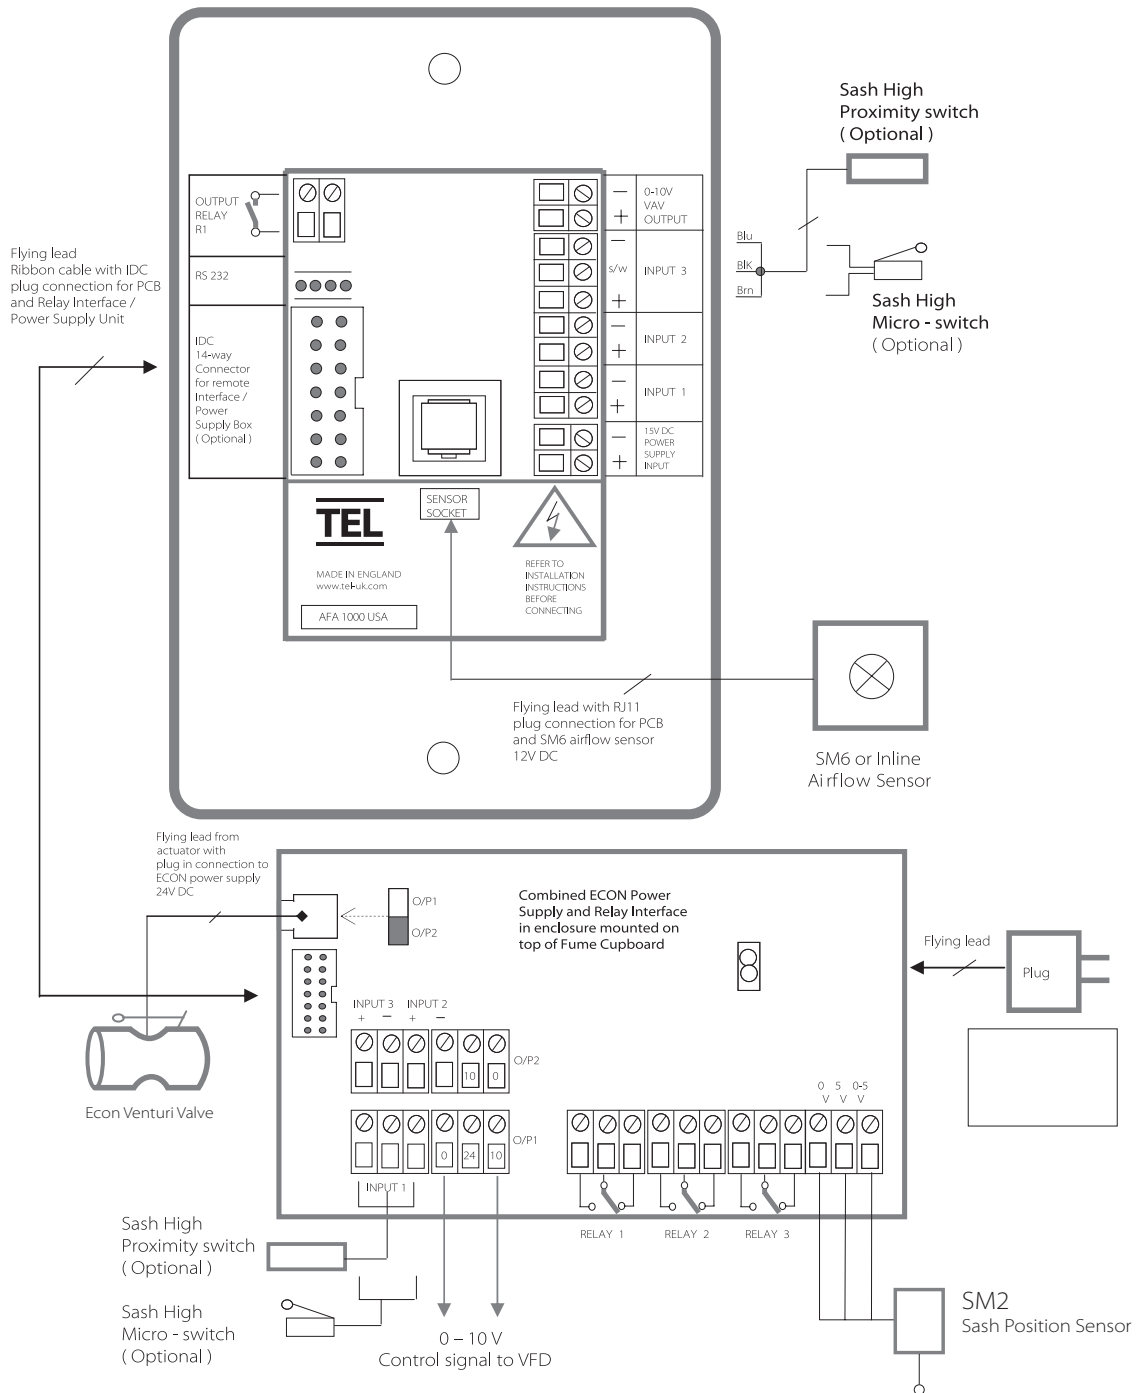 Sash High
Proximity switch
( Optional )
OUTPUT
RELAY
R1
RS 232
IDC
14-way
Connector
for remote
Interface /
Power
Supply Box
( Optional )
− 0-10V
+ VAV
OUTPUT
−
s/w INPUT 3
+
−
INPUT 2
+
−
INPUT 1
+
− 15V DC
POWER
SUPPLY
+ INPUT
Blu
BlK
Brn
Sash High
Micro - switch
( Optional )
Flying lead
Ribbon cable with IDC
plug connection for PCB
and Relay Interface /
Power Supply Unit
SENSOR
SOCKET
TEL
MADE IN ENGLAND
www.tel-uk.com
AFA 1000 USA
REFER TO
INSTALLATION
INSTRUCTIONS
BEFORE
CONNECTING
Flying lead with RJ11
plug connection for PCB
and SM6 airflow sensor
12V DC
SM6 or Inline
Airflow Sensor
Flying lead from
actuator with
plug in connection to
ECON power supply
24V DC
O/P1
O/P2
Combined ECON Power
Supply and Relay Interface
in enclosure mounted on
top of Fume Cupboard
Flying lead
Plug
INPUT 3 INPUT 2
+ − + −
10 0
O/P2
Econ Venturi Valve
0 24 10
O/P1
INPUT 1
0 5 0-5
V V V
RELAY 1 RELAY 2 RELAY 3
Sash High
Proximity switch
( Optional )
Sash High
Micro - switch
( Optional )
0 – 10 V
Control signal to VFD
SM2
Sash Position Sensor